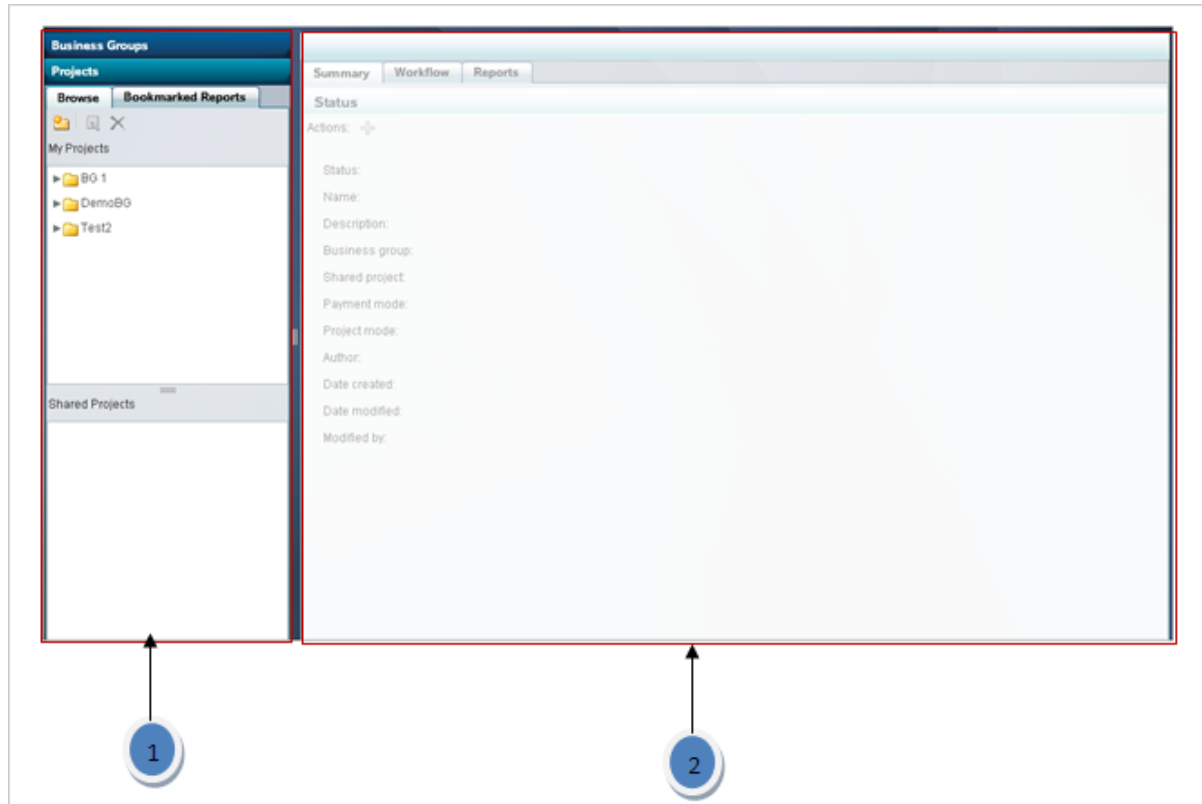 Business Groups
Projects
Browse Bookmarked Reports
My Projects
BG 1
DemoBG
Test2
Shared Projects
Summary Workflow Reports
Status
Actions:
Status:
Name:
Description:
Business group:
Shared project:
Payment mode:
Project mode:
Author:
Date created:
Date modified:
Modified by:
1
2